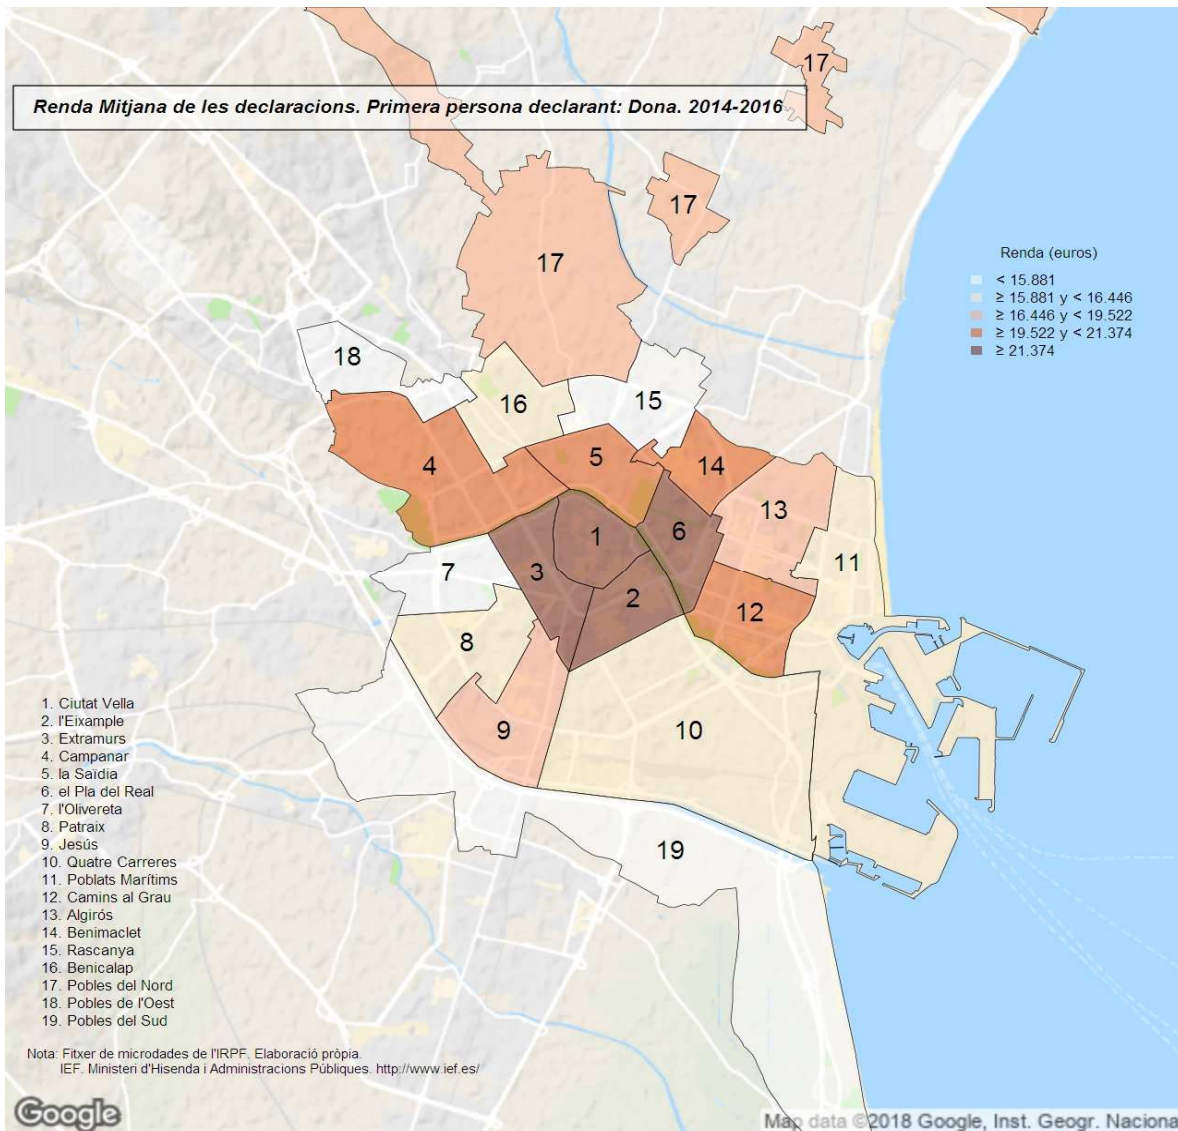 17
Renda Mitjana de les declaracions. Primera persona declarant: Dona. 2014-2016
17
17
Renda (euros)
< 15.881
≥ 15.881 y < 16.446
≥ 16.446 y < 19.522
≥ 19.522 y < 21.374
≥ 21.374
18
16
15
4
5
14
13
6
1
11
7
3
2
12
8
9
10
19
1. Ciutat Vella
2. l'Eixample
3. Extramurs
4. Campanar
5. la Saïdia
6. el Pla del Real
7. l'Olivereta
8. Patraix
9. Jesús
10. Quatre Carreres
11. Poblats Marítims
12. Camins al Grau
13. Algirós
14. Benimaclet
15. Rascanya
16. Benicalap
17. Pobles del Nord
18. Pobles de l'Oest
19. Pobles del Sud
Nota: Fitxer de microdades de l'IRPF. Elaboració pròpia.
IEF. Ministeri d'Hisenda i Administracions Públiques. http://www.ief.es/
Google
Map data ©2018 Google, Inst. Geogr. Naciona